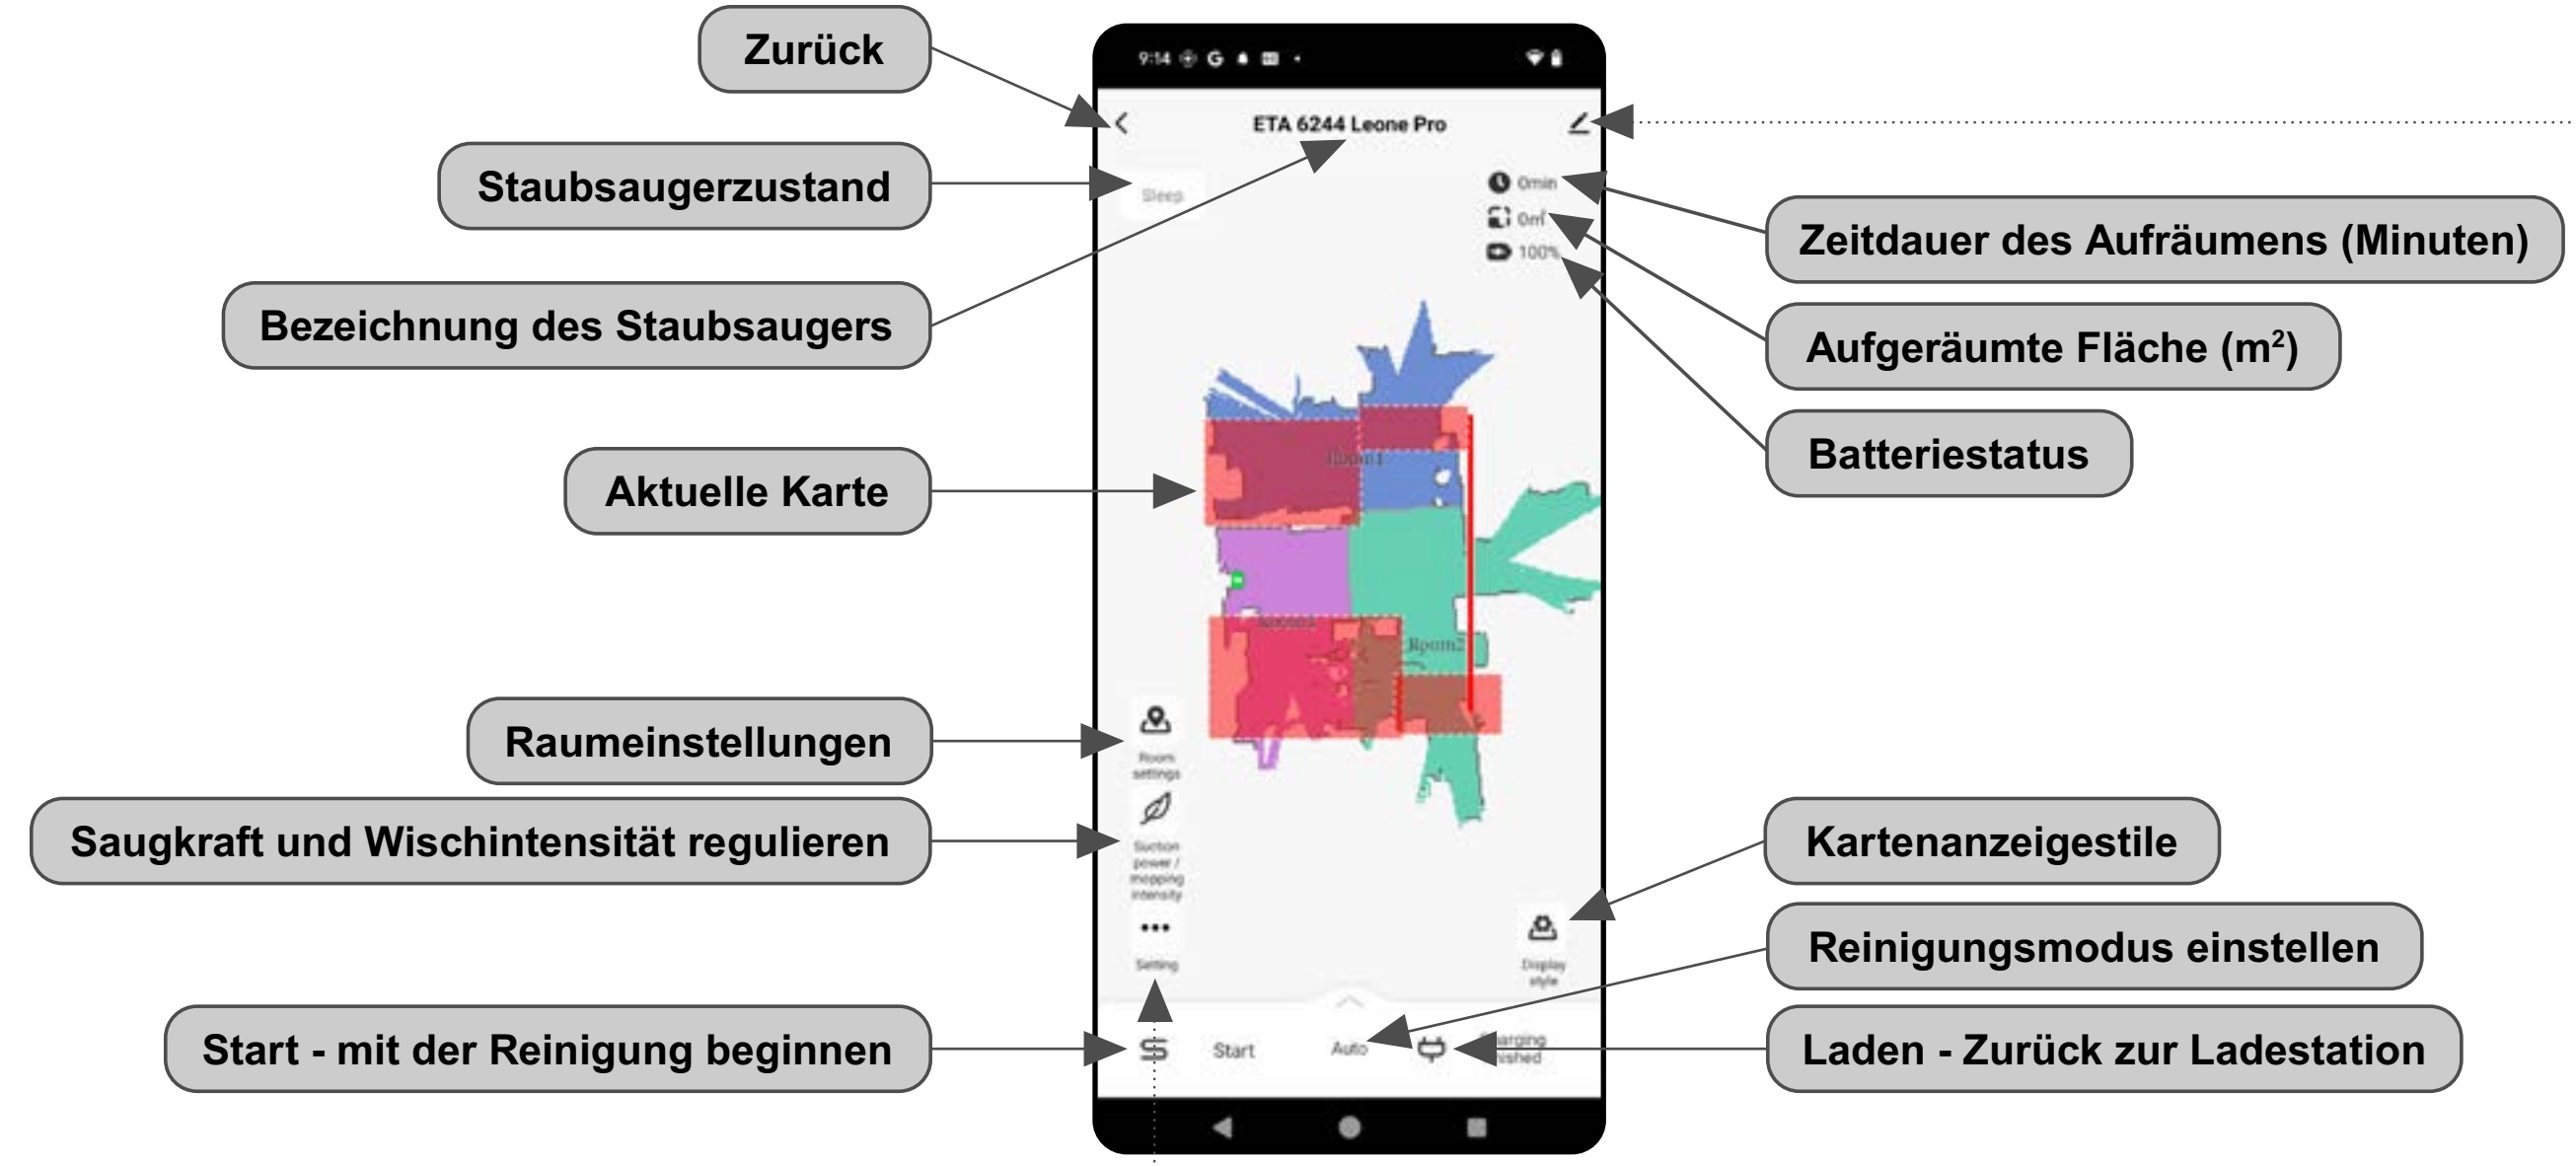 Zurück
9:14
ETA 6244 Leone Pro
Staubsaugerzustand
Sleep
0min
0m²
100%
Zeitdauer des Aufräumens (Minuten)
Bezeichnung des Staubsaugers
Aufgeräumte Fläche (m²)
Batteriestatus
Room1
Aktuelle Karte
Room2
Raumeinstellungen
Room
settings
Saugkraft und Wischintensität regulieren
Suction
power /
mopping
intensity
Kartenanzeigestile
Reinigungsmodus einstellen
Setting
Display
style
Start - mit der Reinigung beginnen
Start
Auto
Laden - Zurück zur Ladestation